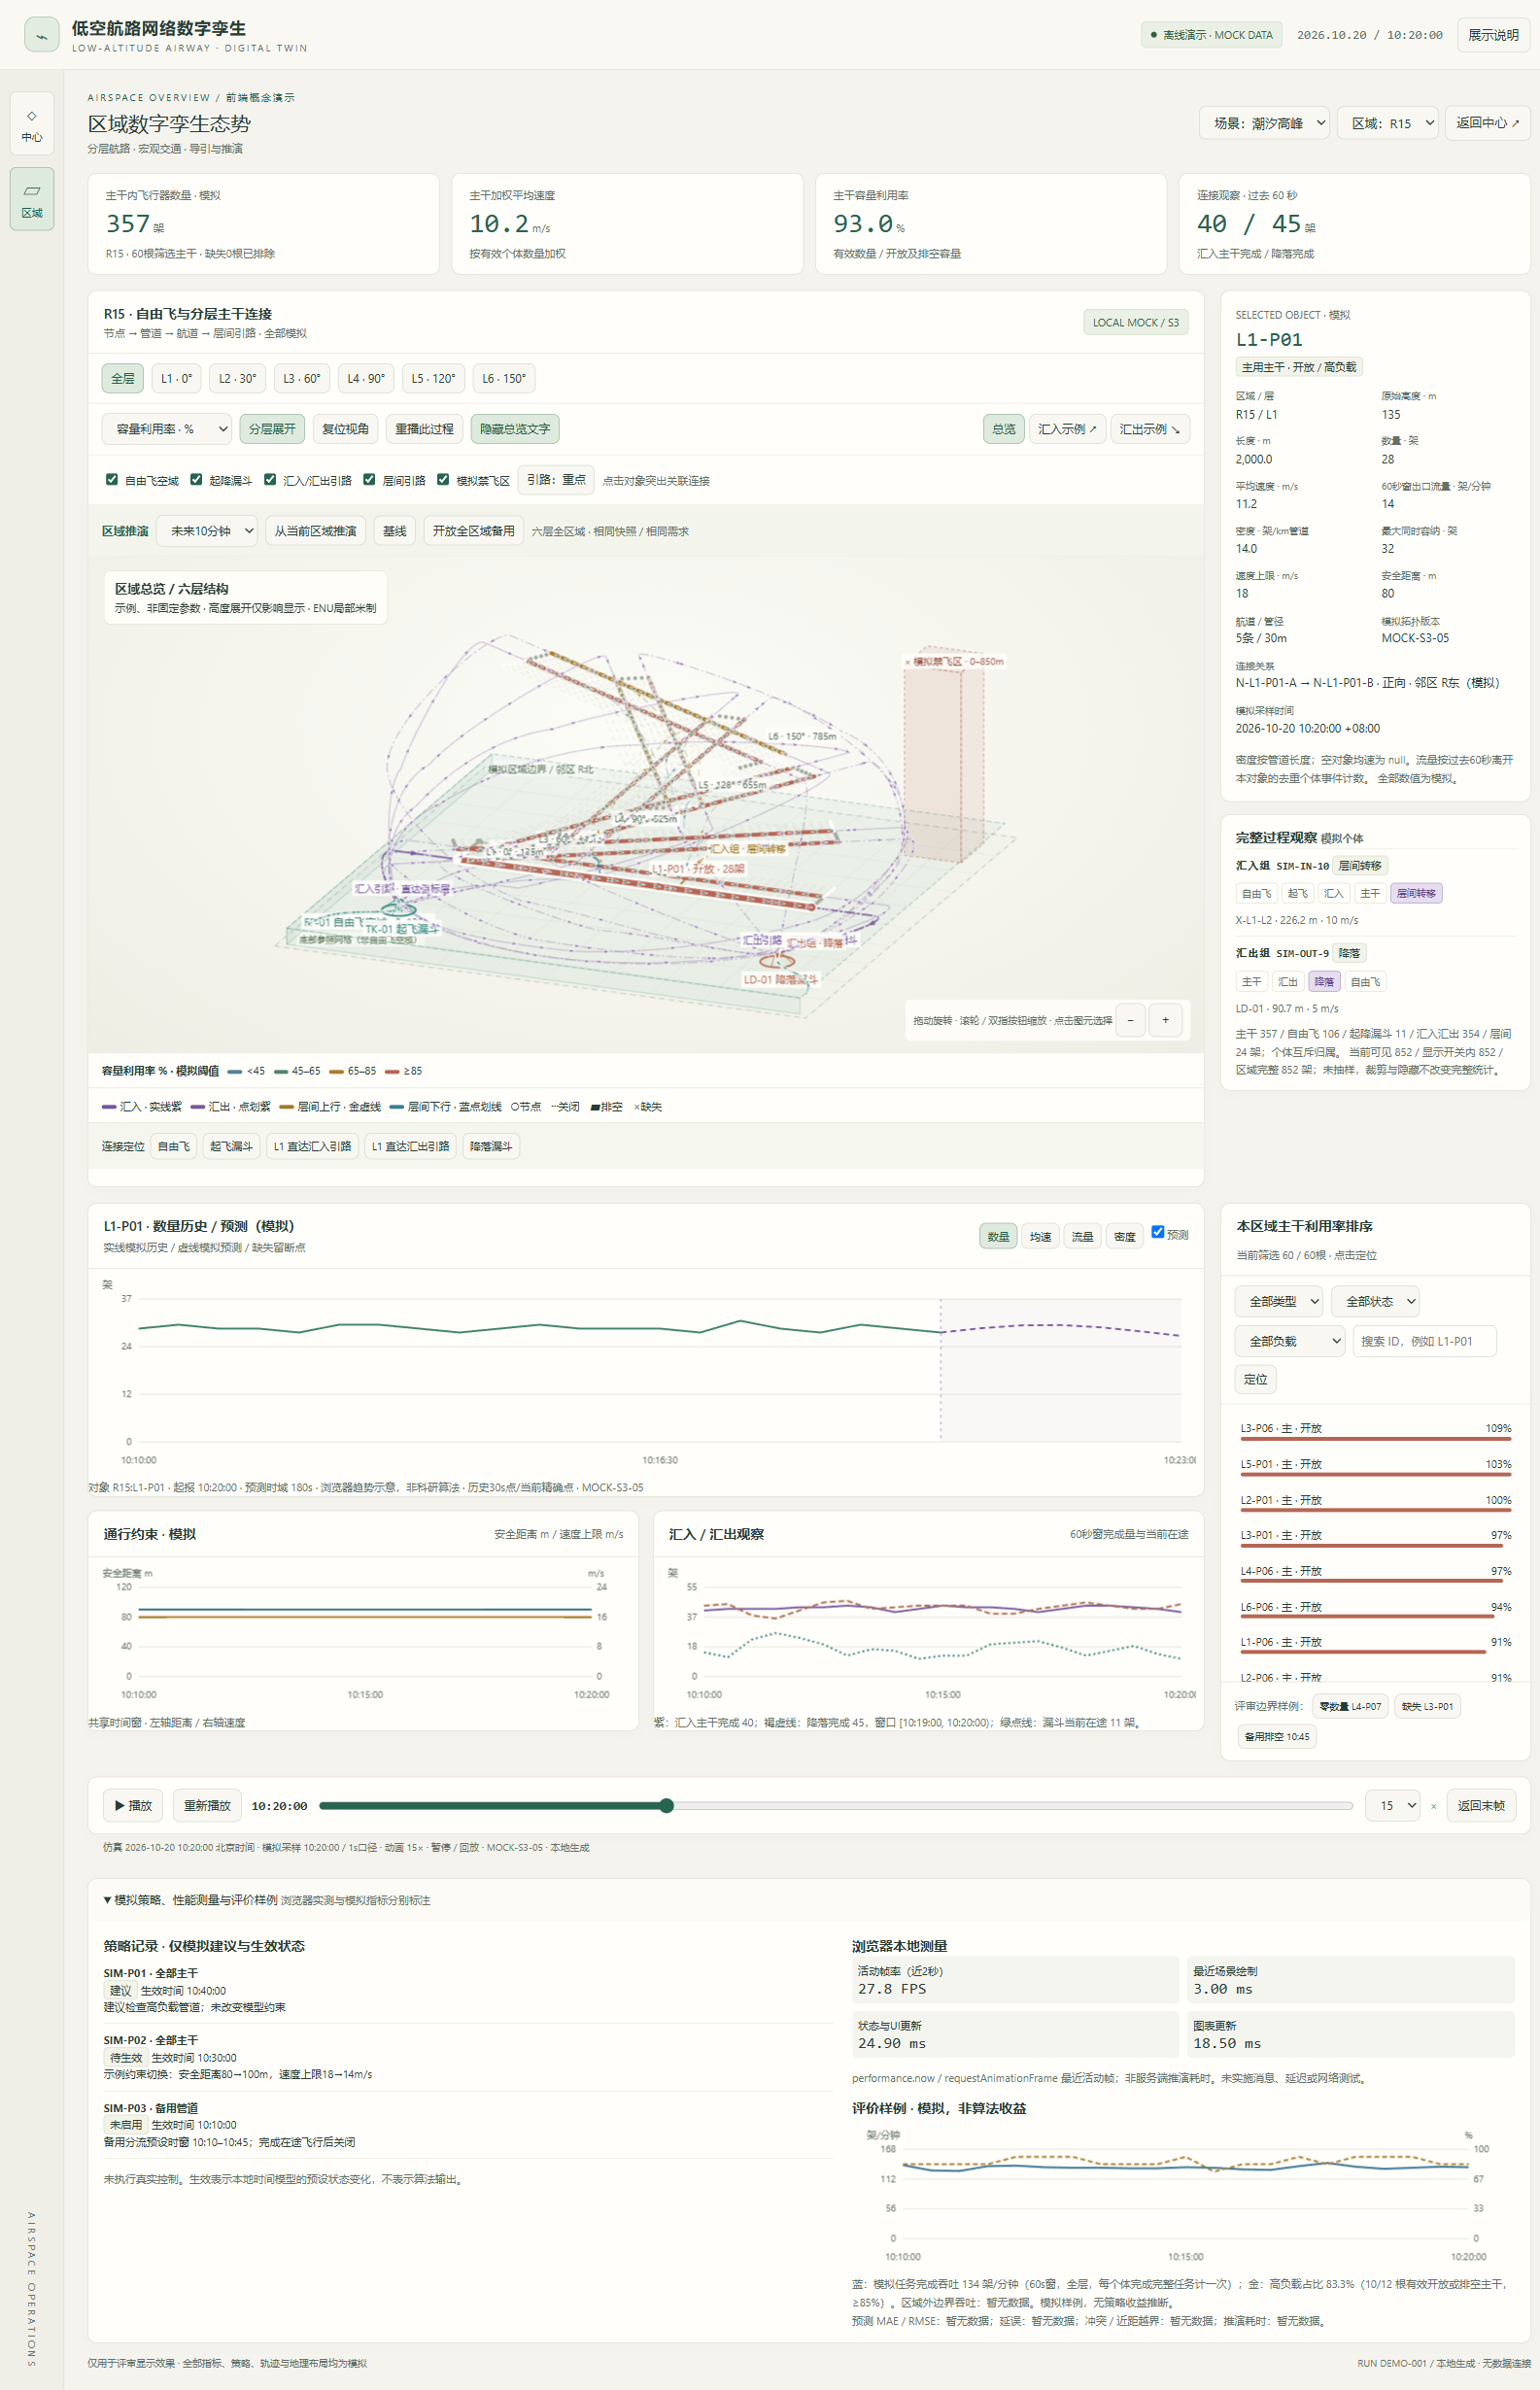 低空航路网络数字孪生
LOW-ALTITUDE AIRWAY · DIGITAL TWIN
离线演示 · MOCK DATA
2026.10.20 / 10:20:00
展示说明
中心
区域
AIRSPACE OVERVIEW / 前端概念演示
区域数字孪生态势
分层航路 · 宏观交通 · 导引与推演
场景：潮汐高峰
区域：R15
返回中心 ↗
主干内飞行器数量 · 模拟
357 架
R15 · 60根筛选主干 · 缺失0根已排除
主干加权平均速度
10.2 m/s
按有效个体数量加权
主干容量利用率
93.0 %
有效数量 / 开放及排空容量
连接观察 · 过去 60 秒
40 / 45 架
汇入主干完成 / 降落完成
R15 · 自由飞与分层主干连接
节点 → 管道 → 航道 → 层间引路 · 全部模拟
LOCAL MOCK / S3
全层
L1 · 0°
L2 · 30°
L3 · 60°
L4 · 90°
L5 · 120°
L6 · 150°
容量利用率 · %
分层展开
复位视角
重播此过程
隐藏总览文字
总览
汇入示例 ↗
汇出示例 ↘
自由飞空域
起降漏斗
汇入/汇出引路
层间引路
模拟禁飞区
引路：重点
点击对象突出关联连接
区域推演
未来10分钟
从当前区域推演
基线
开放全区域备用
六层全区域 · 相同快照 / 相同需求
区域总览 / 六层结构
示例、非固定参数 · 高度展开仅影响显示 · ENU局部米制
× 模拟禁飞区 · 0–850m
L6 · 150° · 785m
模拟区域边界 / 邻区 R北
L5 · 120° · 655m
L4 · 90° · 525m
汇入组 · 层间转移
L1-P01 · 开放 · 28架
汇入引路 · 直达目标层
TK-01 起飞漏斗
底部参照网格（非自由飞空域）
汇出引路
汇出组 · 降落
LD-01 降落漏斗
拖动旋转 · 滚轮 / 双指按钮缩放 · 点击图元选择
−
+
容量利用率 % · 模拟阈值
<45
45–65
65–85
≥85
汇入 · 实线紫
汇出 · 点划紫
层间上行 · 金虚线
层间下行 · 蓝点划线
○节点
┄关闭
▰排空
×缺失
连接定位
自由飞
起飞漏斗
L1 直达汇入引路
L1 直达汇出引路
降落漏斗
SELECTED OBJECT · 模拟
L1-P01
主用主干 · 开放 / 高负载
区域 / 层
R15 / L1
原始高度 · m
135
长度 · m
2,000.0
数量 · 架
28
平均速度 · m/s
11.2
60秒窗出口流量 · 架/分钟
14
密度 · 架/km管道
14.0
最大同时容纳 · 架
32
速度上限 · m/s
18
安全距离 · m
80
航道 / 管径
5条 / 30m
模拟拓扑版本
MOCK-S3-05
连接关系
N-L1-P01-A → N-L1-P01-B · 正向 · 邻区 R东（模拟）
模拟采样时间
2026-10-20 10:20:00 +08:00
密度按管道长度；空对象均速为 null。流量按过去60秒离开
本对象的去重个体事件计数。 全部数值为模拟。
完整过程观察 模拟个体
汇入组 SIM-IN-10 层间转移
自由飞
起飞
汇入
主干
层间转移
X-L1-L2 · 226.2 m · 10 m/s
汇出组 SIM-OUT-9 降落
主干
汇出
降落
自由飞
LD-01 · 90.7 m · 5 m/s
主干 357 / 自由飞 106 / 起降漏斗 11 / 汇入汇出 354 / 层间
24 架；个体互斥归属。 当前可见 852 / 显示开关内 852 /
区域完整 852 架；未抽样，裁剪与隐藏不改变完整统计。
L1-P01 · 数量历史 / 预测（模拟）
实线模拟历史 / 虚线模拟预测 / 缺失留断点
数量
均速
流量
密度
预测
架
37
24
12
0
10:10:00
10:16:30
10:23:00
对象 R15:L1-P01 · 起报 10:20:00 · 预测时域 180s · 浏览器趋势示意，非科研算法 · 历史30s点/当前精确点 · MOCK-S3-05
本区域主干利用率排序
当前筛选 60 / 60根 · 点击定位
全部类型
全部状态
全部负载
搜索 ID，例如 L1-P01
定位
L3-P06 · 主 · 开放 109%
L5-P01 · 主 · 开放 103%
L2-P01 · 主 · 开放 100%
L3-P01 · 主 · 开放 97%
L4-P06 · 主 · 开放 97%
L6-P06 · 主 · 开放 94%
L1-P06 · 主 · 开放 91%
L2-P06 · 主 · 开放 91%
评审边界样例：
零数量 L4-P07
缺失 L3-P01
备用排空 10:45
通行约束 · 模拟
安全距离 m / 速度上限 m/s
安全距离 m
m/s
120
80
40
0
24
16
8
0
10:10:00
10:15:00
10:20:00
共享时间窗 · 左轴距离 / 右轴速度
汇入 / 汇出观察
60秒窗完成量与当前在途
架
55
37
18
0
10:10:00
10:15:00
10:20:00
紫：汇入主干完成 40；褐虚线：降落完成 45，窗口 [10:19:00, 10:20:00)；绿点线：漏斗当前在途 11 架。
▶ 播放
重新播放
10:20:00
15
×
返回末帧
仿真 2026-10-20 10:20:00 北京时间 · 模拟采样 10:20:00 / 1s口径 · 动画 15× · 暂停 / 回放 · MOCK-S3-05 · 本地生成
▼ 模拟策略、性能测量与评价样例 浏览器实测与模拟指标分别标注
策略记录 · 仅模拟建议与生效状态
SIM-P01 · 全部主干
建议 生效时间 10:40:00
建议检查高负载管道；未改变模型约束
SIM-P02 · 全部主干
待生效 生效时间 10:30:00
示例约束切换：安全距离80→100m，速度上限18→14m/s
SIM-P03 · 备用管道
未启用 生效时间 10:10:00
备用分流预设时窗 10:10–10:45；完成在途飞行后关闭
未执行真实控制。生效表示本地时间模型的预设状态变化，不表示算法输出。
浏览器本地测量
活动帧率（近2秒）
27.8 FPS
最近场景绘制
3.00 ms
状态与UI更新
24.90 ms
图表更新
18.50 ms
performance.now / requestAnimationFrame 最近活动帧；非服务端推演耗时。未实施消息、延迟或网络测试。
评价样例 · 模拟，非算法收益
架/分钟
%
168
112
56
0
100
67
33
0
10:10:00
10:15:00
10:20:00
蓝：模拟任务完成吞吐 134 架/分钟（60s窗，全层，每个体完成完整任务计一次）；金：高负载占比 83.3%（10/12 根有效开放或排空主干，
≥85%）。区域外边界吞吐：暂无数据。模拟样例，无策略收益推断。
预测 MAE / RMSE：暂无数据；延误：暂无数据；冲突 / 近距越界：暂无数据；推演耗时：暂无数据。
AIRSPACE OPERATIONS
仅用于评审显示效果 · 全部指标、策略、轨迹与地理布局均为模拟
RUN DEMO-001 / 本地生成 · 无数据连接